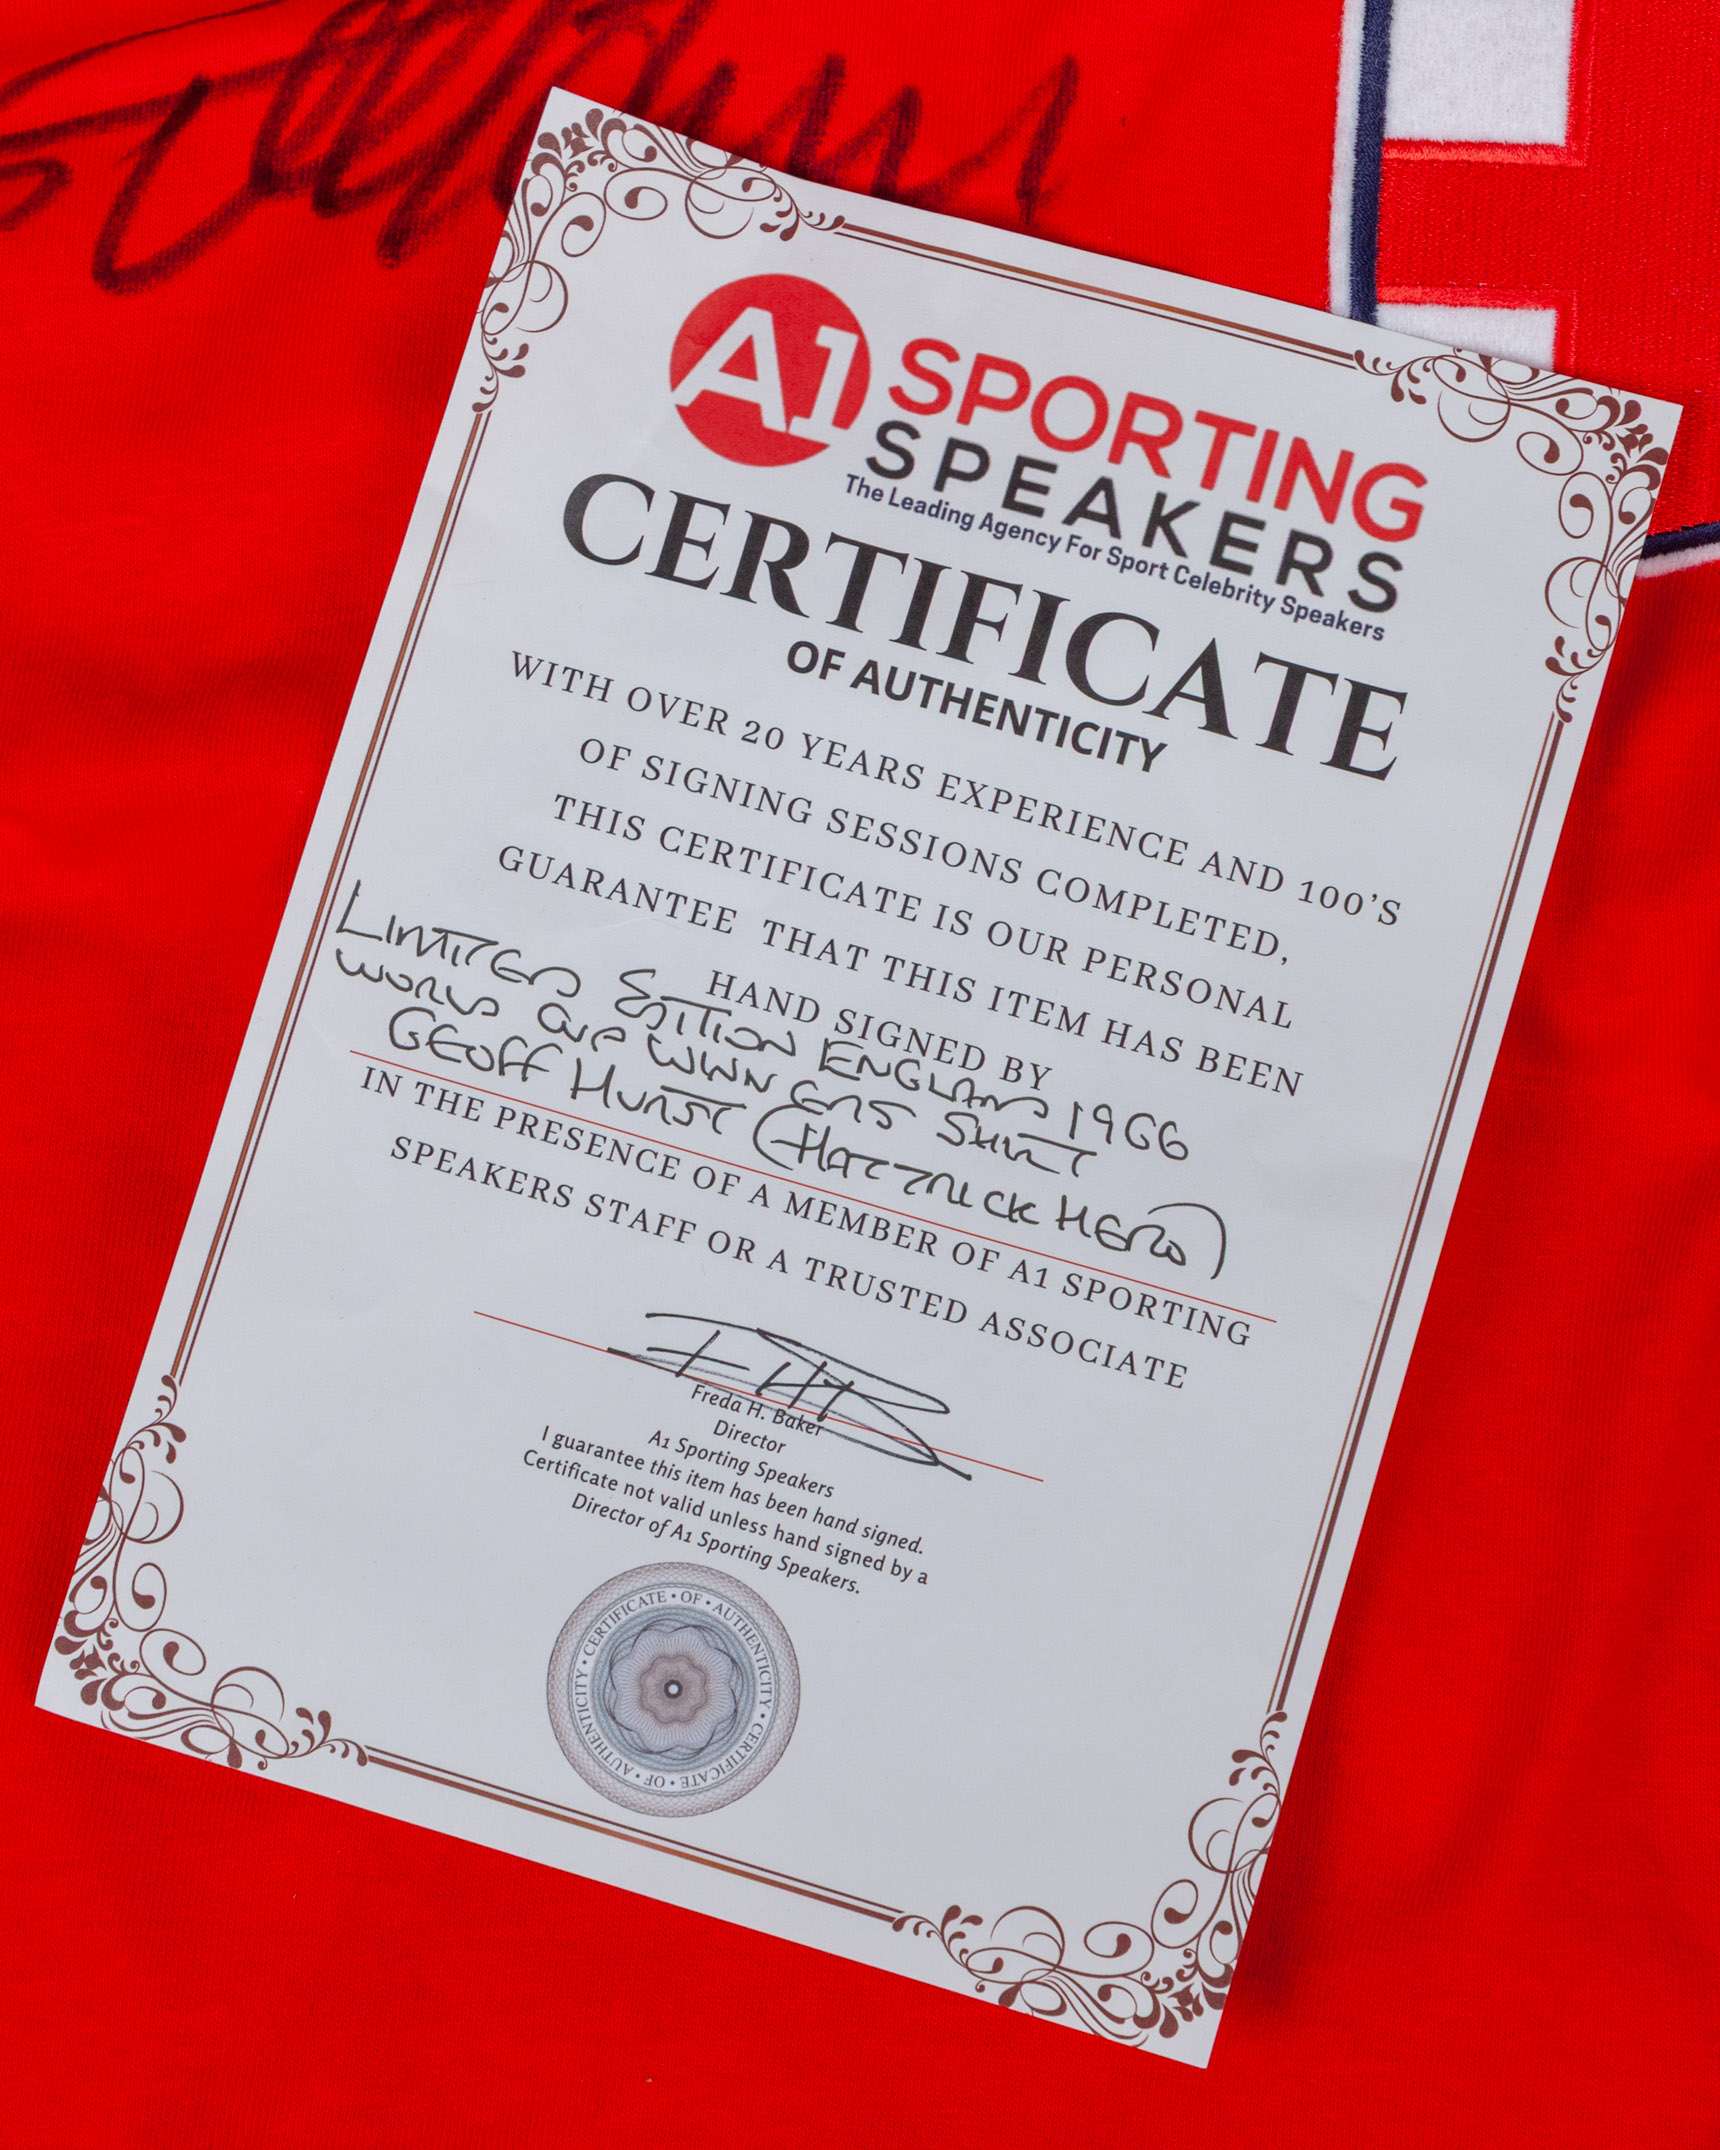 A1 SPORTING
SPEAKERS
The Leading Agency For Sport Celebrity Speakers
CERTIFICATE
OF AUTHENTICITY
WITH OVER 20 YEARS EXPERIENCE AND 100'S
OF SIGNING SESSIONS COMPLETED,
THIS CERTIFICATE IS OUR PERSONAL
GUARANTEE THAT THIS ITEM HAS BEEN
HAND SIGNED BY
LIMITED EDITION ENGLAND 1966
WORLD CUP WINNERS SHIRT
GEOFF HURST (HATTRICK HERO)
IN THE PRESENCE OF A MEMBER OF A1 SPORTING
SPEAKERS STAFF OR A TRUSTED ASSOCIATE
Freda H. Baker
Director
A1 Sporting Speakers
I guarantee this item has been hand signed.
Certificate not valid unless hand signed by a
Director of A1 Sporting Speakers.
CERTIFICATE • OF • AUTHENTICITY • CERTIFICATE • OF • AUTHENTICITY •